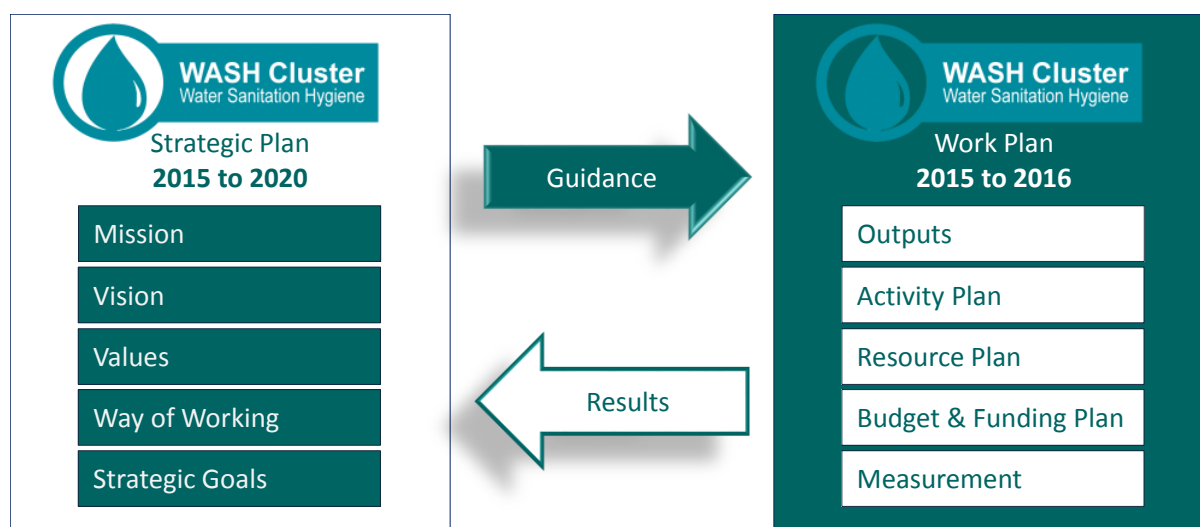 WASH Cluster
Water Sanitation Hygiene
Strategic Plan
2015 to 2020
Mission
Vision
Values
Way of Working
Strategic Goals
Guidance
Results
WASH Cluster
Water Sanitation Hygiene
Work Plan
2015 to 2016
Outputs
Activity Plan
Resource Plan
Budget & Funding Plan
Measurement